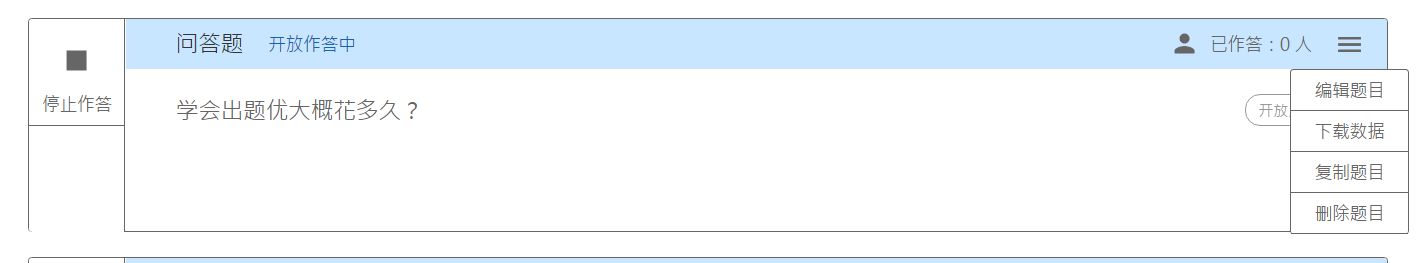 问答题 开放作答中 已作答：0 人
停止作答
学会出题优大概花多久？
开放
编辑题目
下载数据
复制题目
删除题目